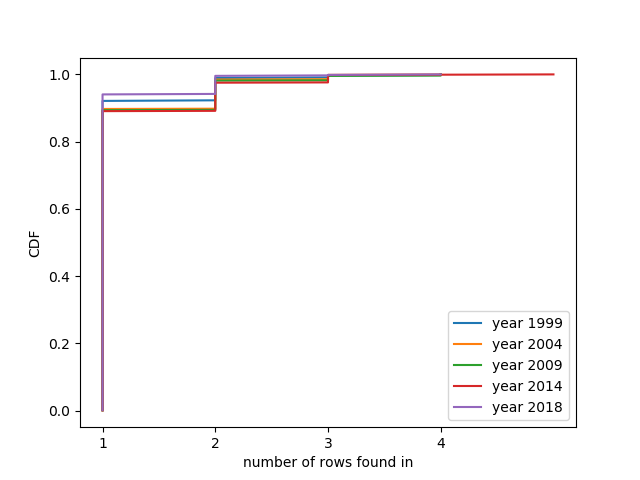 1.0
0.8
0.6
0.4
0.2
0.0
CDF
1 2 3 4
number of rows found in
year 1999
year 2004
year 2009
year 2014
year 2018